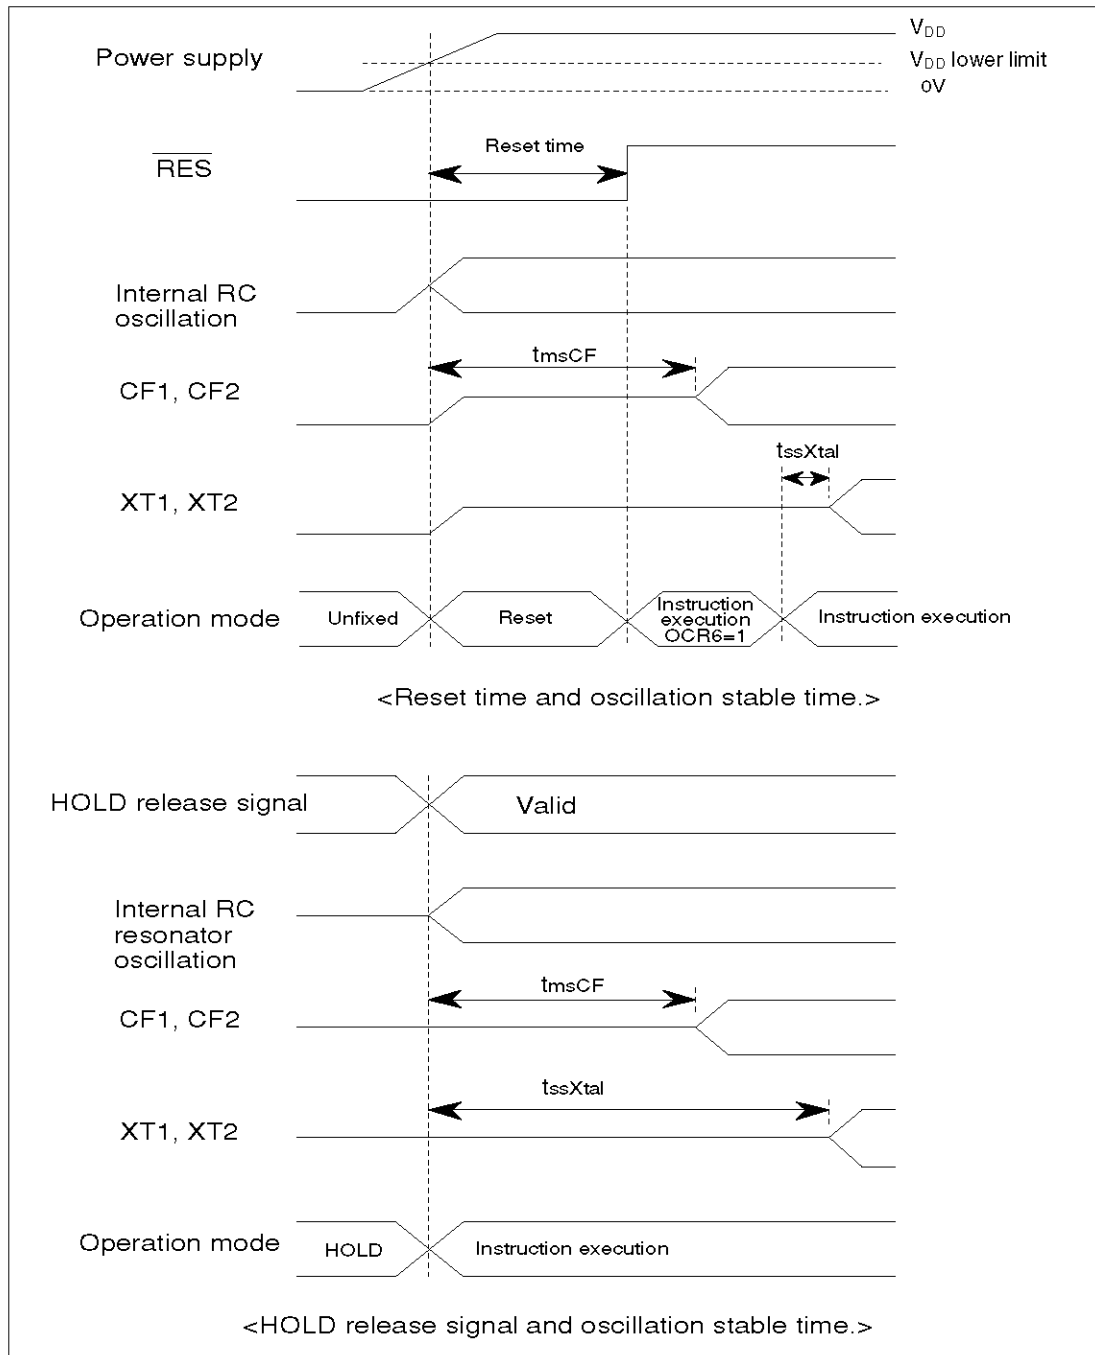 Power supply
VDD
VDD lower limit
0V
RES
Reset time
Internal RC
oscillation
tmsCF
CF1, CF2
tssXtal
XT1, XT2
Operation mode
Unfixed
Reset
Instruction
execution
OCR6=1
Instruction execution
<Reset time and oscillation stable time.>
HOLD release signal
Valid
Internal RC
resonator
oscillation
tmsCF
CF1, CF2
tssXtal
XT1, XT2
Operation mode
HOLD
Instruction execution
<HOLD release signal and oscillation stable time.>